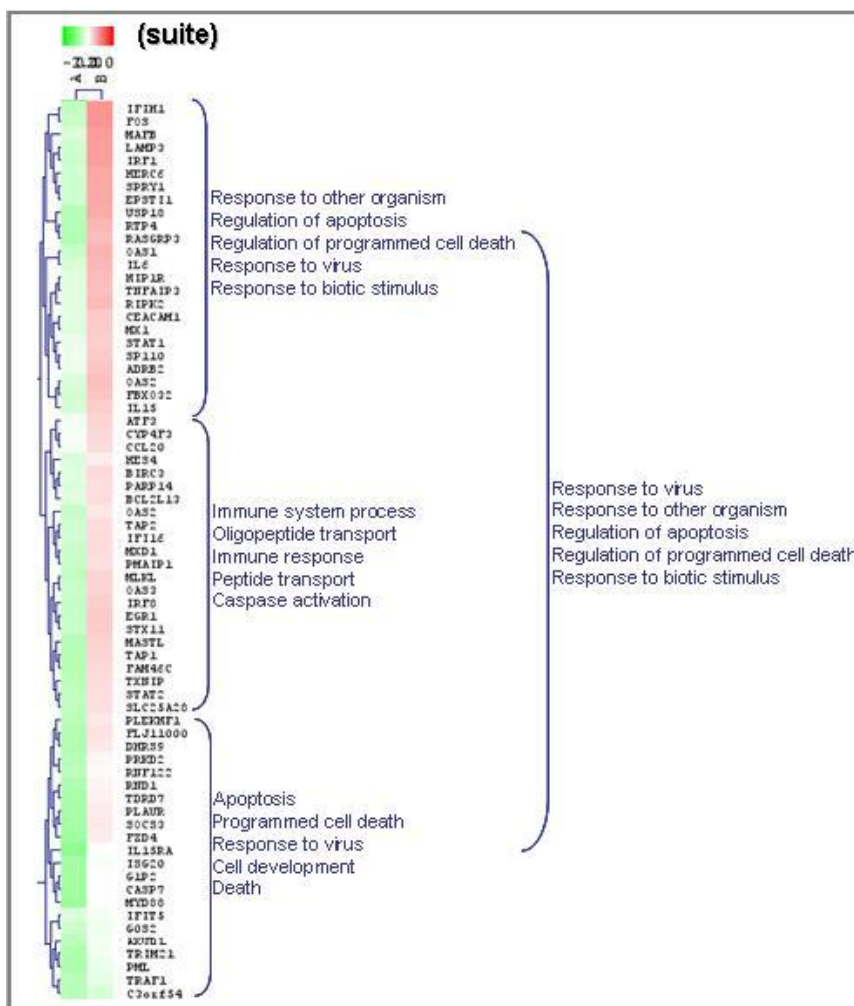 (suite)
A
B
IFIH1
FOS
MAFB
LAMP3
IRF1
HERC6
SPRY1
EPSTI1
USP18
RTP4
RASGRP3
OAS1
IL6
TNFAIP3
RIPK2
CEACAM1
MX1
STAT1
SP110
ADRB2
OAS2
FBXO32
IL15
ATF3
CYP4F3
CCL20
BIRC3
PARP14
BCL2L13
OAS2
TAP2
IFI16
MXD1
PMAIP1
MLKL
OAS3
IRF8
EGR1
STX11
MASTL
TAP1
FAM46C
TXNIP
STAT2
SLC25A28
PLEKHF1
FLJ11000
DHRS9
PRKD2
RNF122
RND1
TDRD7
PLAUR
SOCS3
FZD4
IL15RA
ISG20
G1P2
CASP7
MYD88
IFIT5
G0S2
AXUD1
TRIM21
PML
TRAF1
C3orf54
Response to other organism
Regulation of apoptosis
Regulation of programmed cell death
Response to virus
Response to biotic stimulus
Immune system process
Oligopeptide transport
Immune response
Peptide transport
Caspase activation
Apoptosis
Programmed cell death
Response to virus
Cell development
Death
Response to virus
Response to other organism
Regulation of apoptosis
Regulation of programmed cell death
Response to biotic stimulus